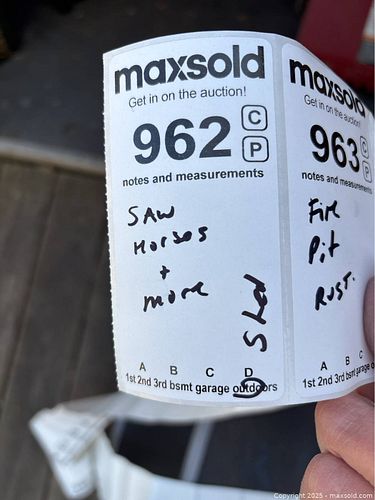 maxsold
Get in on the auction!
962 C P
notes and measurements
SAW
HORSES
+
more
Shed
A B C D
1st 2nd 3rd bsmt garage outdoors
maxsold
Get in on the auction!
963 C P
notes and measurements
Fire
Pit
RUST.
A B C
1st 2nd 3rd bsmt garage
Copyright 2025 - maxsold.com